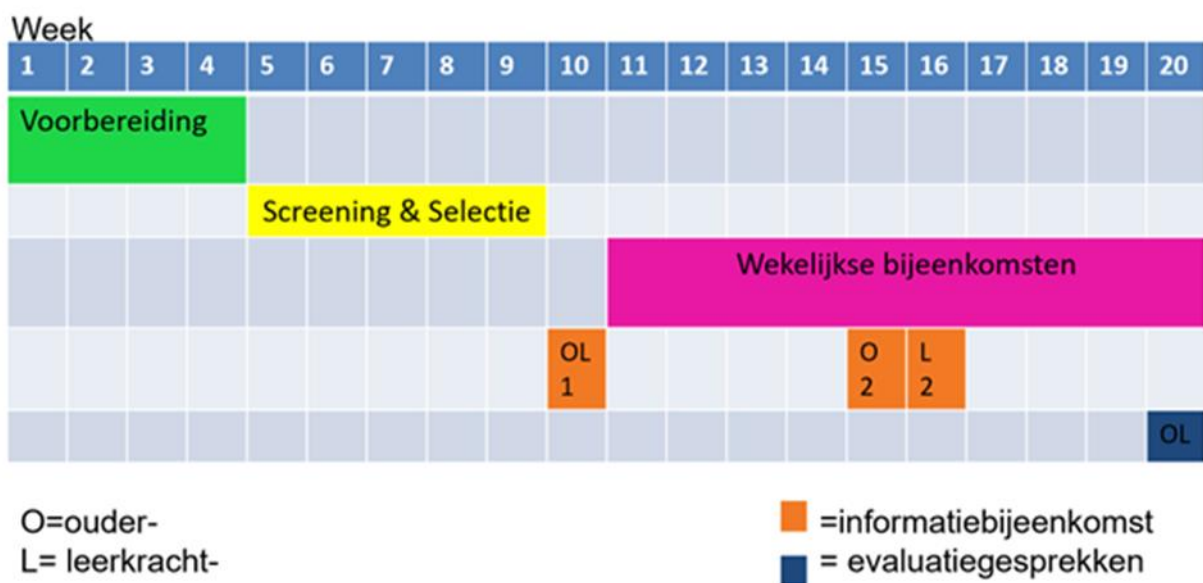 Week
1 2 3 4 5 6 7 8 9 10 11 12 13 14 15 16 17 18 19 20
Voorbereiding
Screening & Selectie
Wekelijkse bijeenkomsten
OL O L
1 2 2
OL
O=ouder-
L= leerkracht-
=informatiebijeenkomst
= evaluatiegesprekken